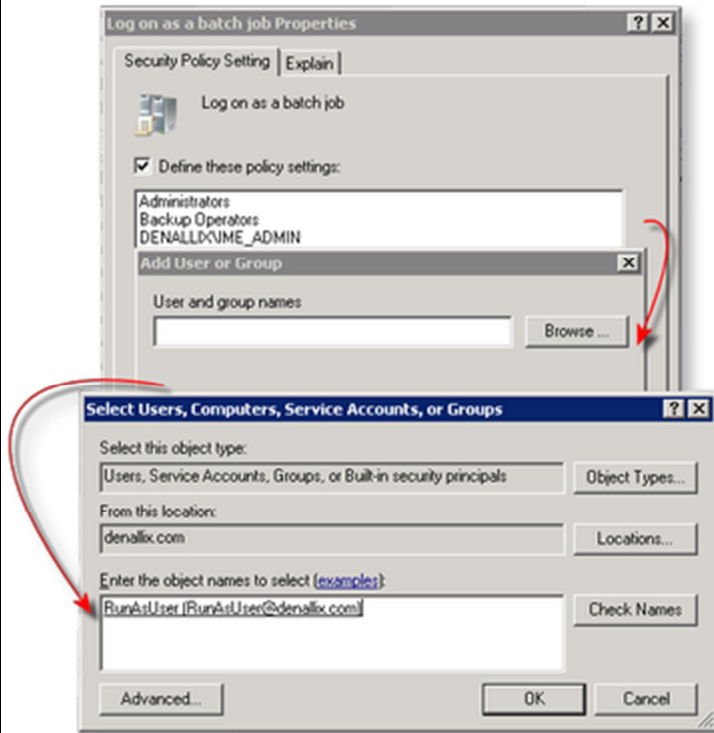 Log on as a batch job Properties
Security Policy Setting
Explain
Log on as a batch job
Define these policy settings:
Administrators
Backup Operators
DENALLIX\IME_ADMIN
Add User or Group
User and group names
Browse ...
Select Users, Computers, Service Accounts, or Groups
Select this object type:
Users, Service Accounts, Groups, or Built-in security principals
Object Types...
From this location:
denallix.com
Locations...
Enter the object names to select (examples):
RunAsUser (RunAsUser@denallix.com)
Check Names
Advanced...
OK
Cancel